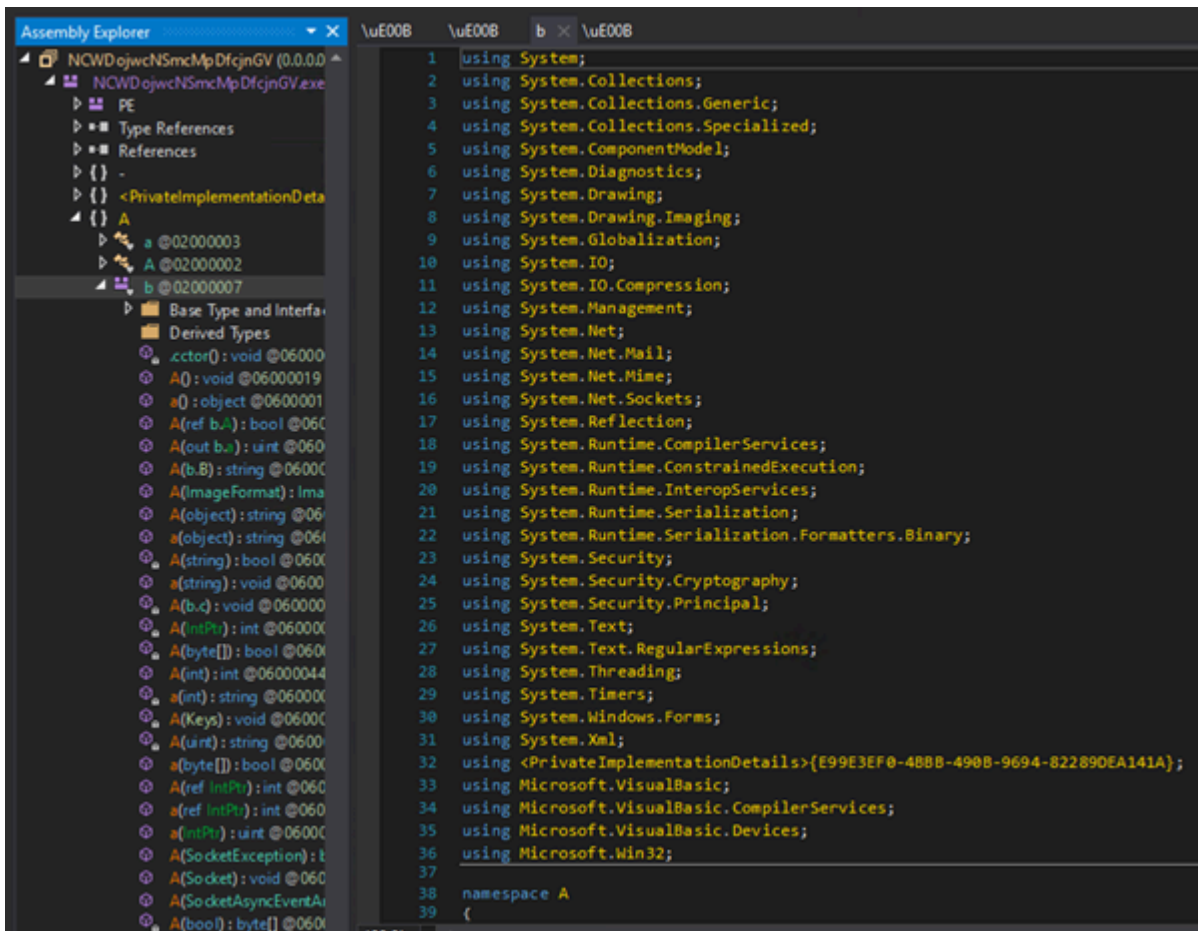 Assembly Explorer
NCWDojwcNSmcMpDfcjnGV (0.0.0.0
NCWDojwcNSmcMpDfcjnGV.exe
PE
Type References
References
{ } -
{ } <PrivateImplementationDeta
{ } A
a @02000003
A @02000002
b @02000007
Base Type and Interfa
Derived Types
.cctor() : void @06000
A() : void @06000019
a() : object @0600001
A(ref b.A) : bool @060
A(out b.a) : uint @060
A(b.B) : string @06000
A(ImageFormat) : Ima
A(object) : string @06
a(object) : string @060
A(string) : bool @0600
a(string) : void @0600
A(b.c) : void @060000
A(IntPtr) : int @060000
A(byte[]) : bool @0600
A(int) : int @06000044
a(int) : string @060000
A(Keys) : void @06000
A(uint) : string @0600
a(byte[]) : bool @0600
A(ref IntPtr) : int @060
a(ref IntPtr) : int @060
a(IntPtr) : uint @06000
A(SocketException) : b
A(Socket) : void @060
A(SocketAsyncEventA
A(bool) : byte[] @0600
\uE00B \uE00B b × \uE00B
1 using System;
2 using System.Collections;
3 using System.Collections.Generic;
4 using System.Collections.Specialized;
5 using System.ComponentModel;
6 using System.Diagnostics;
7 using System.Drawing;
8 using System.Drawing.Imaging;
9 using System.Globalization;
10 using System.IO;
11 using System.IO.Compression;
12 using System.Management;
13 using System.Net;
14 using System.Net.Mail;
15 using System.Net.Mime;
16 using System.Net.Sockets;
17 using System.Reflection;
18 using System.Runtime.CompilerServices;
19 using System.Runtime.ConstrainedExecution;
20 using System.Runtime.InteropServices;
21 using System.Runtime.Serialization;
22 using System.Runtime.Serialization.Formatters.Binary;
23 using System.Security;
24 using System.Security.Cryptography;
25 using System.Security.Principal;
26 using System.Text;
27 using System.Text.RegularExpressions;
28 using System.Threading;
29 using System.Timers;
30 using System.Windows.Forms;
31 using System.Xml;
32 using <PrivateImplementationDetails>{E99E3EF0-4BBB-490B-9694-82289DEA141A};
33 using Microsoft.VisualBasic;
34 using Microsoft.VisualBasic.CompilerServices;
35 using Microsoft.VisualBasic.Devices;
36 using Microsoft.Win32;
37
38 namespace A
39 {